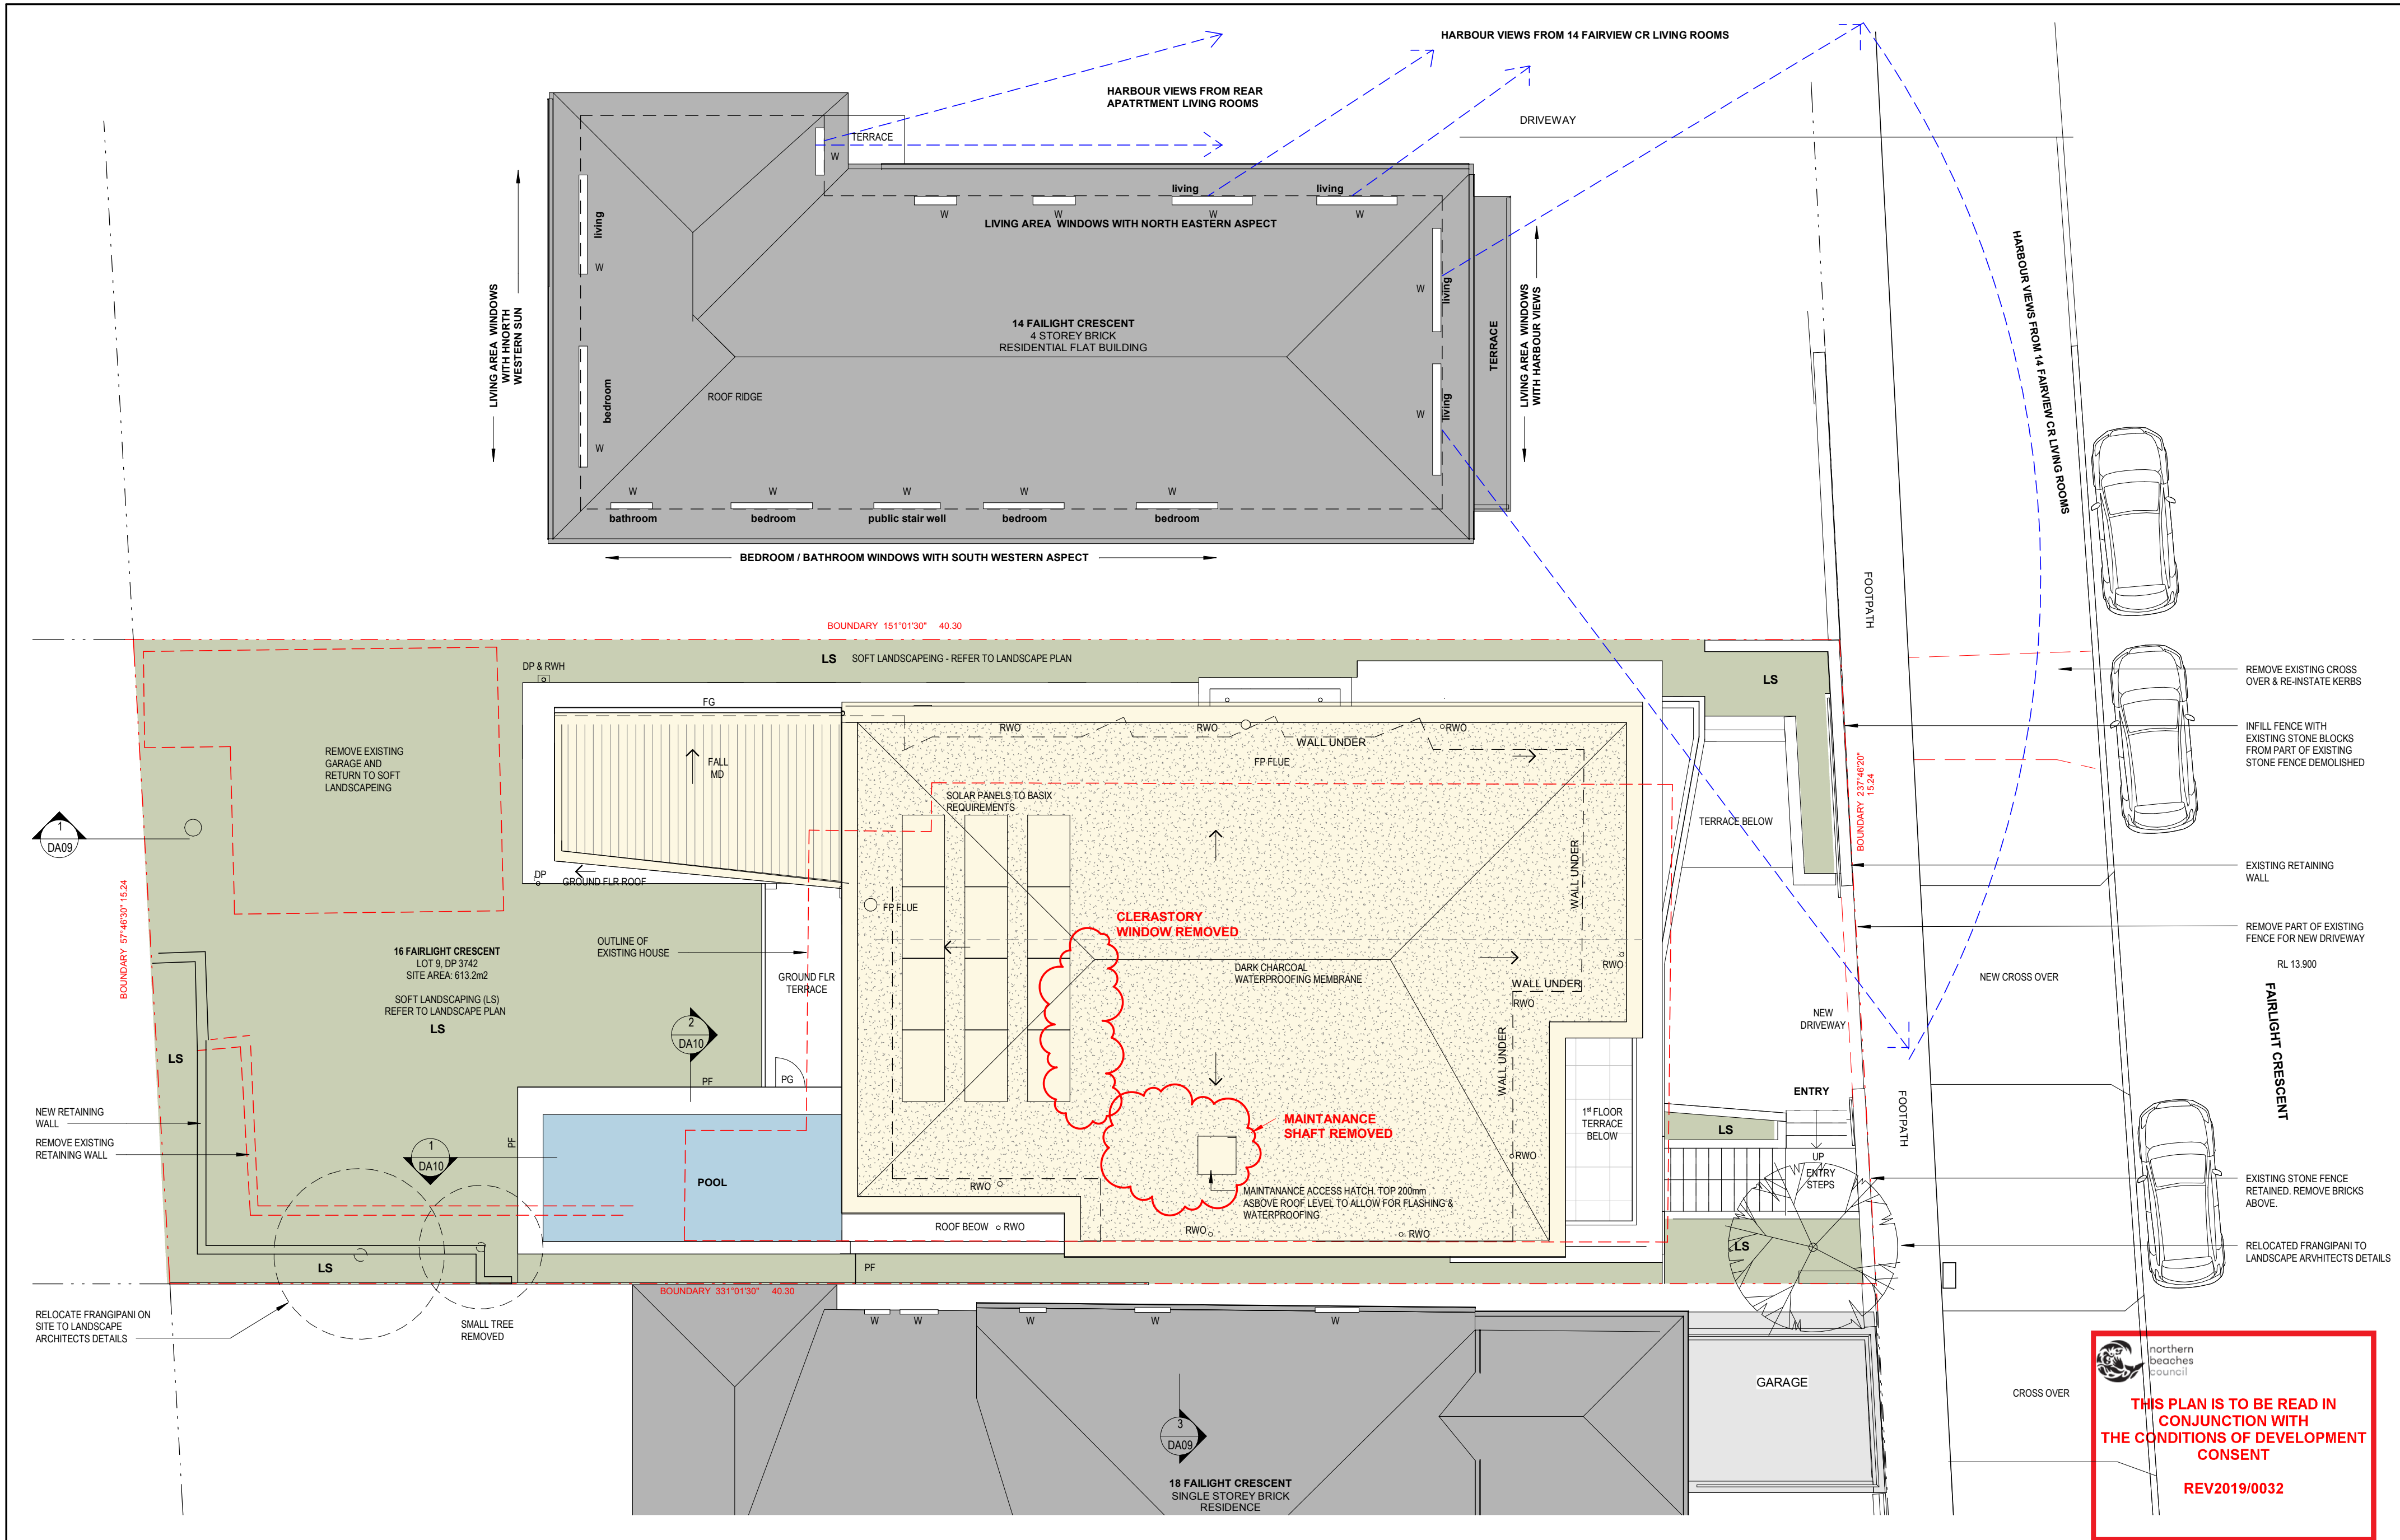 HARBOUR VIEWS FROM 14 FAIRVIEW CR LIVING ROOMS
HARBOUR VIEWS FROM REAR
APATRTMENT LIVING ROOMS
DRIVEWAY
TERRACE
W
living
living
W
W
W
W
LIVING AREA  WINDOWS WITH NORTH EASTERN ASPECT
living
W
LIVING AREA  WINDOWS
WITH HNORTH
WESTERN SUN
bedroom
W
14 FAILIGHT CRESCENT
4 STOREY BRICK
RESIDENTIAL FLAT BUILDING
ROOF RIDGE
W
living
W
living
TERRACE
LIVING AREA  WINDOWS
WITH HARBOUR VIEWS
HARBOUR VIEWS FROM 14 FAIRVIEW CR LIVING ROOMS
W
W
W
W
W
bathroom
bedroom
public stair well
bedroom
bedroom
BEDROOM / BATHROOM WINDOWS WITH SOUTH WESTERN ASPECT
FOOTPATH
BOUNDARY  151°01'30"    40.30
LS   SOFT LANDSCAPEING - REFER TO LANDSCAPE PLAN
DP & RWH
LS
REMOVE EXISTING CROSS
OVER & RE-INSTATE KERBS
FG
RWO
RWO
RWO
WALL UNDER
FP FLUE
INFILL FENCE WITH
EXISTING STONE BLOCKS
FROM PART OF EXISTING
STONE FENCE DEMOLISHED
REMOVE EXISTING
GARAGE AND
RETURN TO SOFT
LANDSCAPEING
FALL
MD
SOLAR PANELS TO BASIX
REQUIREMENTS
BOUNDARY  237°46'20"
15.24
TERRACE BELOW
1
DA09
WALL UNDER
EXISTING RETAINING
WALL
DP
GROUND FLR ROOF
FP FLUE
BOUNDARY  57°46'30" 15.24
CLERASTORY
WINDOW REMOVED
REMOVE PART OF EXISTING
FENCE FOR NEW DRIVEWAY
OUTLINE OF
EXISTING HOUSE
16 FAIRLIGHT CRESCENT
LOT 9, DP 3742
SITE AREA: 613.2m2
SOFT LANDSCAPING (LS)
REFER TO LANDSCAPE PLAN
LS
GROUND FLR
TERRACE
DARK CHARCOAL
WATERPROOFING MEMBRANE
RWO
WALL UNDER
RWO
NEW CROSS OVER
RL 13.900
FAIRLIGHT CRESCENT
NEW
DRIVEWAY
2
DA10
LS
WALL UNDER
PF
PG
ENTRY
FOOTPATH
NEW RETAINING
WALL
REMOVE EXISTING
RETAINING WALL
MAINTANANCE
SHAFT REMOVED
1st FLOOR
TERRACE
BELOW
LS
PF
1
DA10
POOL
RWO
UP
ENTRY
STEPS
EXISTING STONE FENCE
RETAINED. REMOVE BRICKS
ABOVE.
RWO
MAINTANANCE ACCESS HATCH. TOP 200mm
ASBOVE ROOF LEVEL TO ALLOW FOR FLASHING &
WATERPROOFING
ROOF BEOW
RWO
RWO
RWO
LS
RELOCATED FRANGIPANI TO
LANDSCAPE ARVHITECTS DETAILS
LS
PF
BOUNDARY  331°01'30"    40.30
RELOCATE FRANGIPANI ON
SITE TO LANDSCAPE
ARCHITECTS DETAILS
SMALL TREE
REMOVED
W
W
W
W
W
GARAGE
CROSS OVER
3
DA09
18 FAILIGHT CRESCENT
SINGLE STOREY BRICK
RESIDENCE
northern
beaches
council
THIS PLAN IS TO BE READ IN
CONJUNCTION WITH
THE CONDITIONS OF DEVELOPMENT
CONSENT
REV2019/0032